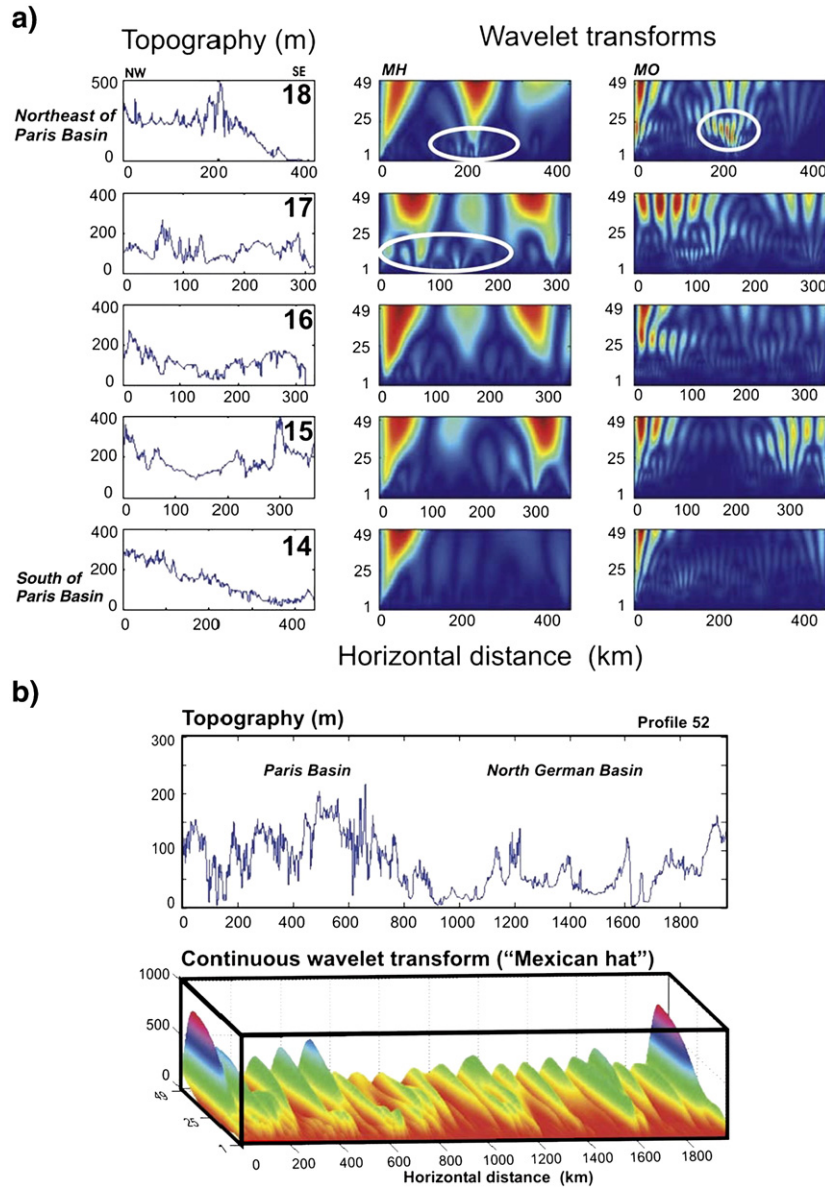 a)
Topography (m)
Wavelet transforms
NW
SE
MH
MO
Northeast of
Paris Basin
500
0
18
0 200 400
49
25
1
0 200 400
49
25
1
0 200 400
400
200
0
17
0 100 200 300
49
25
1
0 100 200 300
49
25
1
0 100 200 300
400
200
0
16
100 200 300
49
25
1
0 100 200 300
49
25
1
0 100 200 300
400
200
0
15
0 100 300
49
25
1
100 200 300
49
25
1
0 100 200 300
South of
Paris Basin
400
200
0
14
0 200 400
49
25
1
0 200 400
49
25
1
0 200 400
Horizontal distance (km)
b)
Topography (m)
Profile 52
300
200
100
0
Paris Basin
North German Basin
0 200 400 600 800 1000 1200 1400 1600 1800
Continuous wavelet transform ("Mexican hat")
1000
500
0
49
25
1
0 200 400 600 800 1000 1200 1400 1600 1800
Horizontal distance (km)